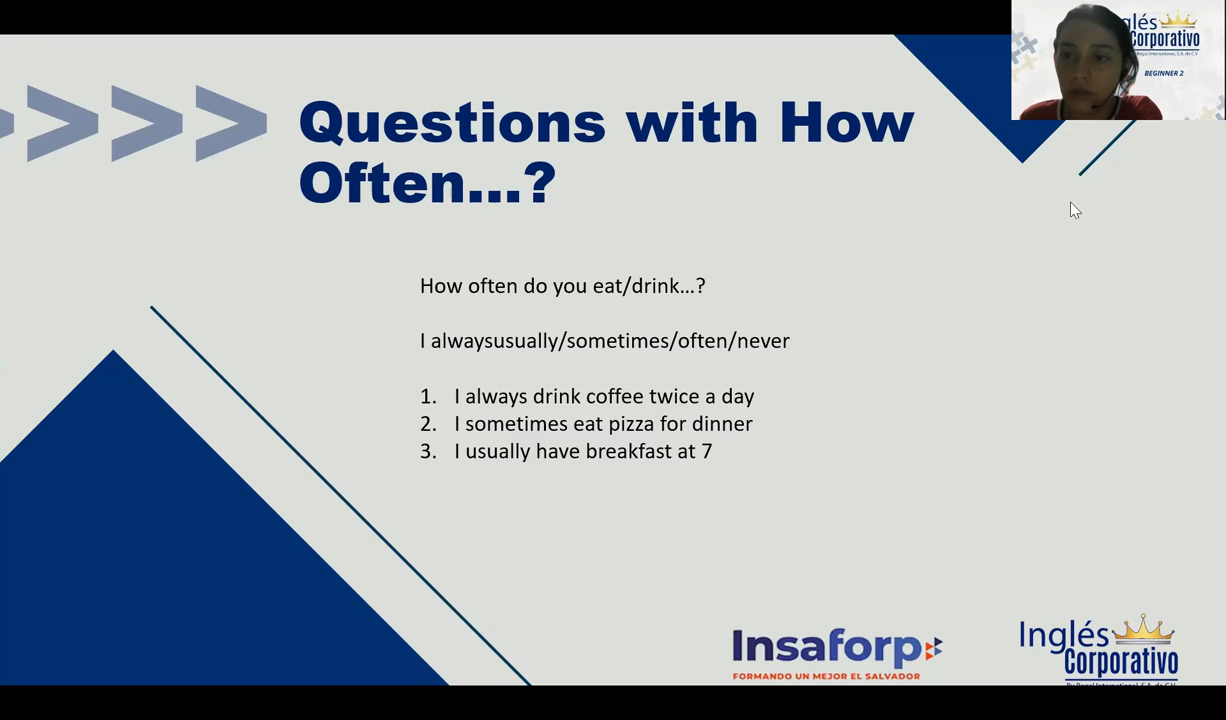 glés
Corporativo
BEGINNER 2
Questions with How
Often...?
How often do you eat/drink...?
I alwaysusually/sometimes/often/never
1. I always drink coffee twice a day
2. I sometimes eat pizza for dinner
3. I usually have breakfast at 7
Insaforp
FORMANDO UN MEJOR EL SALVADOR
Inglés
Corporativo